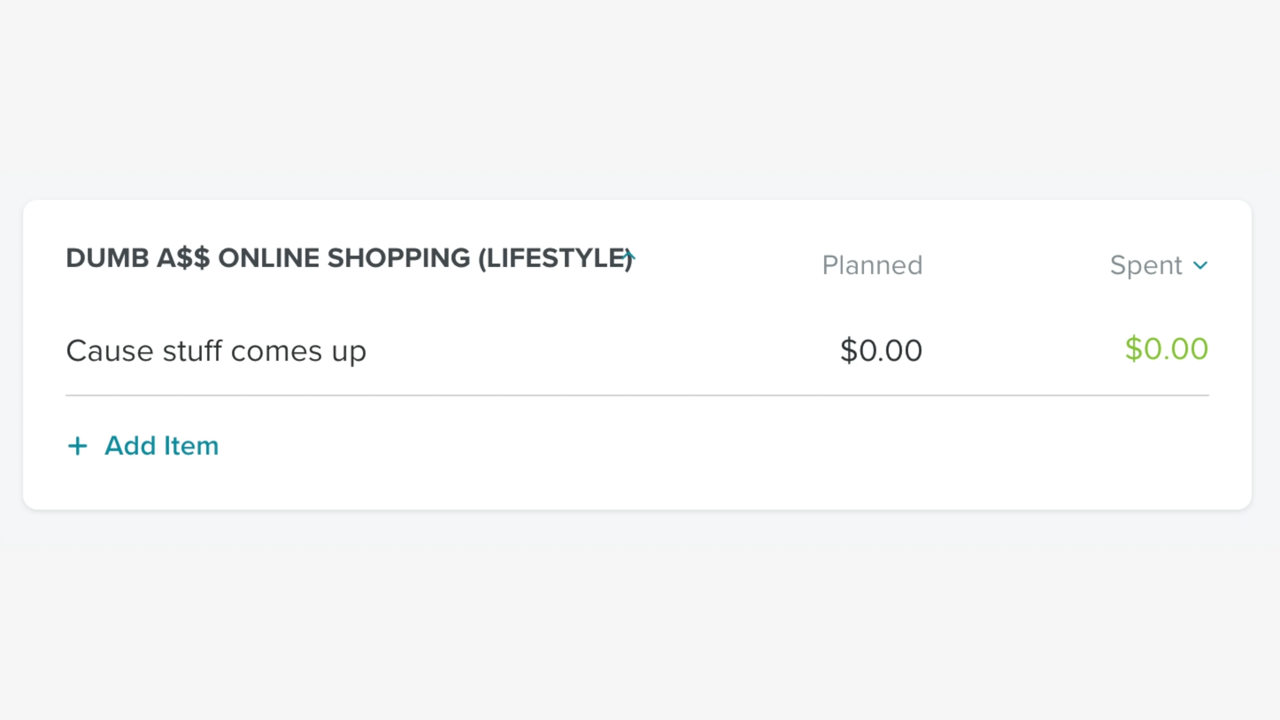 DUMB A$$ ONLINE SHOPPING (LIFESTYLE) Planned Spent
Cause stuff comes up $0.00 $0.00
+ Add Item